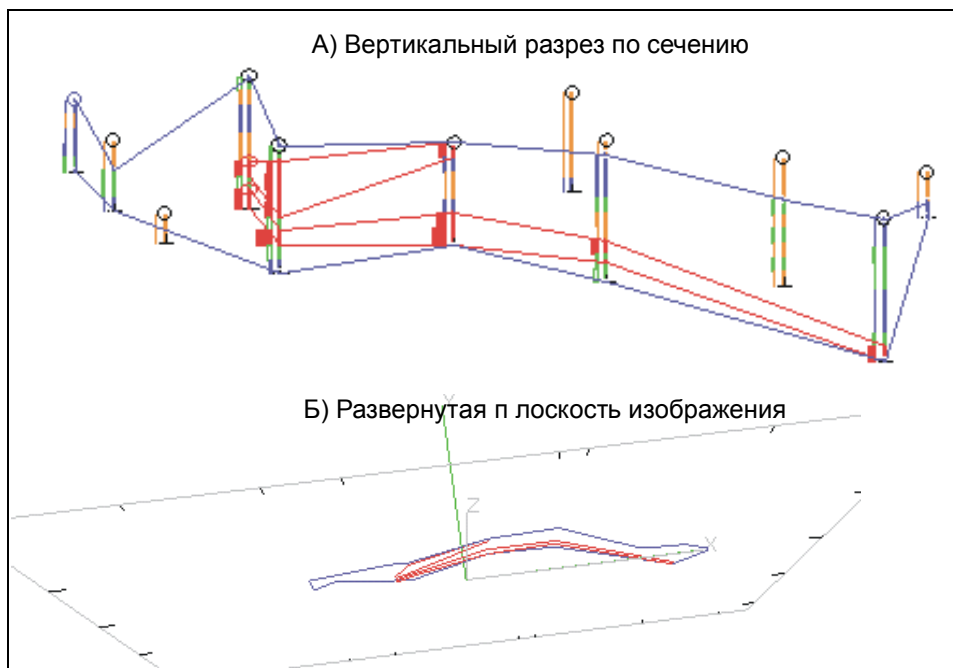 А) Вертикальный разрез по сечению
Б) Развернутая п лоскость изображения
Y
Z
X